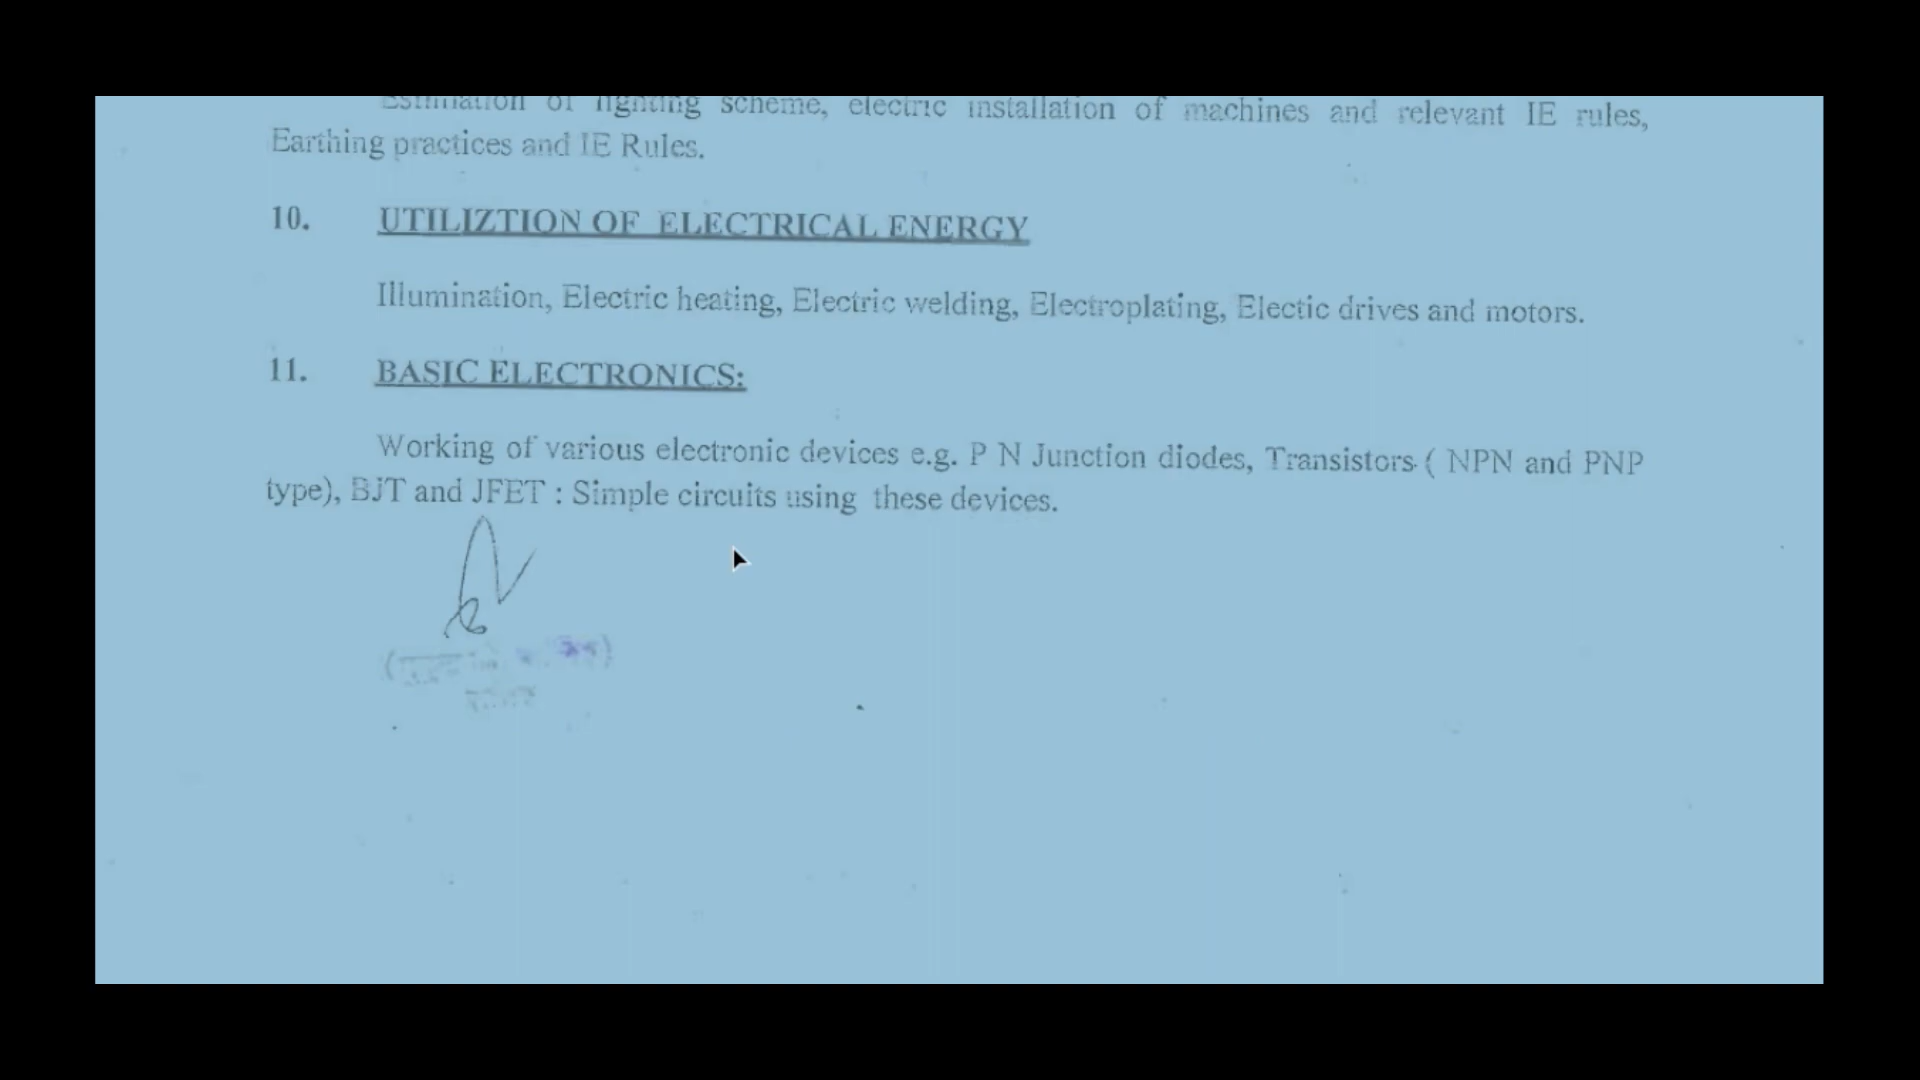 Estimation of lighting scheme, electric installation of machines and relevant IE rules,
Earthing practices and IE Rules.
10. UTILIZTION OF ELECTRICAL ENERGY
Illumination, Electric heating, Electric welding, Electroplating, Electic drives and motors.
11. BASIC ELECTRONICS:
Working of various electronic devices e.g. P N Junction diodes, Transistors ( NPN and PNP
type), BJT and JFET : Simple circuits using these devices.